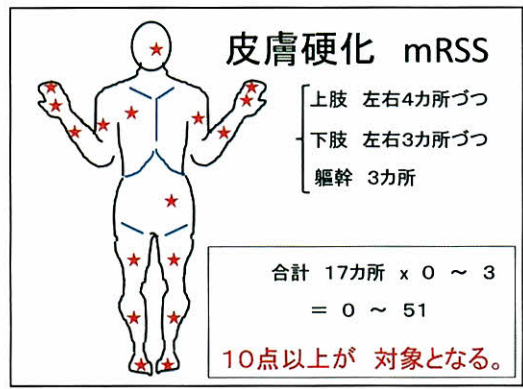 皮膚硬化 mRSS
上肢 左右4カ所づつ
下肢 左右3カ所づつ
軀幹 3カ所
合計 17カ所 x 0 ~ 3
= 0 ~ 51
10点以上が 対象となる。